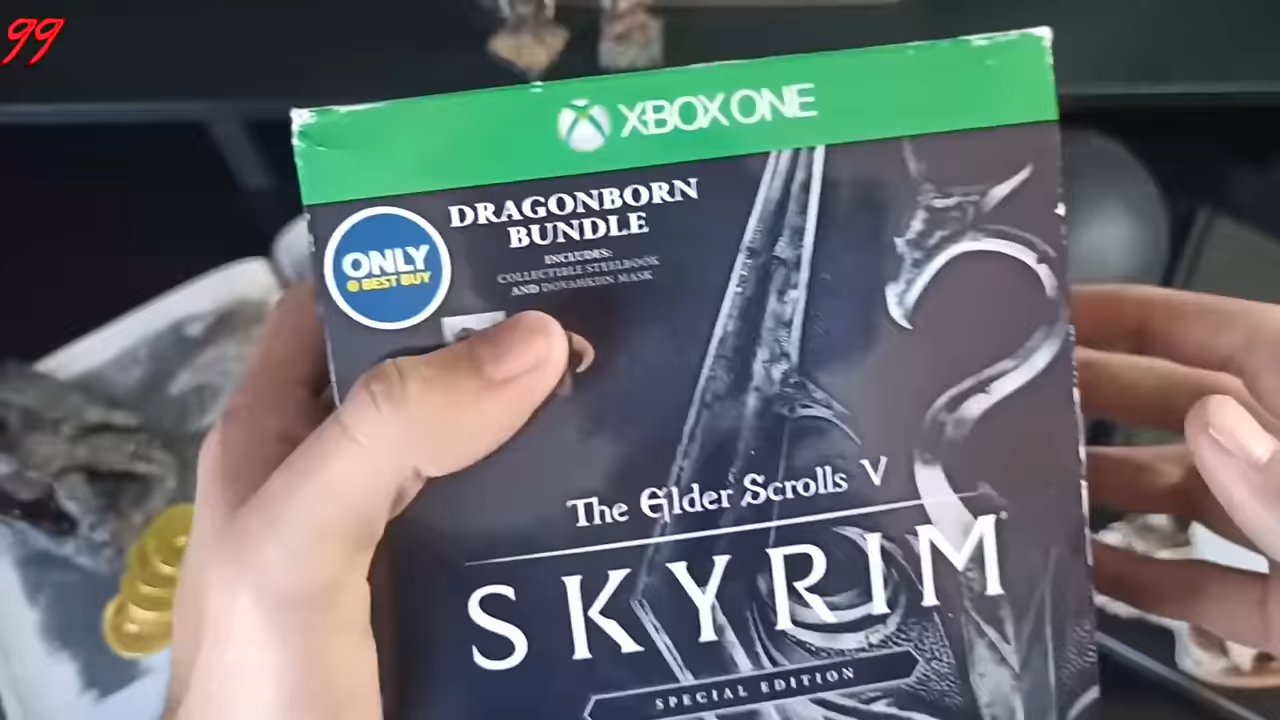 99
XBOX ONE
DRAGONBORN
BUNDLE
INCLUDES:
COLLECTIBLE STEELBOOK
AND DOVAHKIIN MASK
ONLY
@ BEST BUY
The Elder Scrolls V
SKYRIM
SPECIAL EDITION